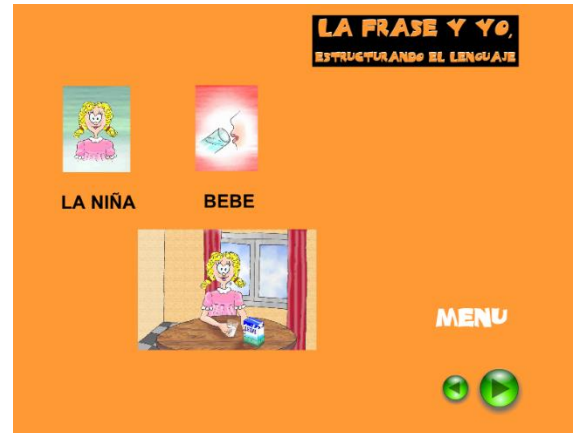 LA FRASE Y YO,
ESTRUCTURANDO EL LENGUAJE
LA NIÑA
BEBE
MENU